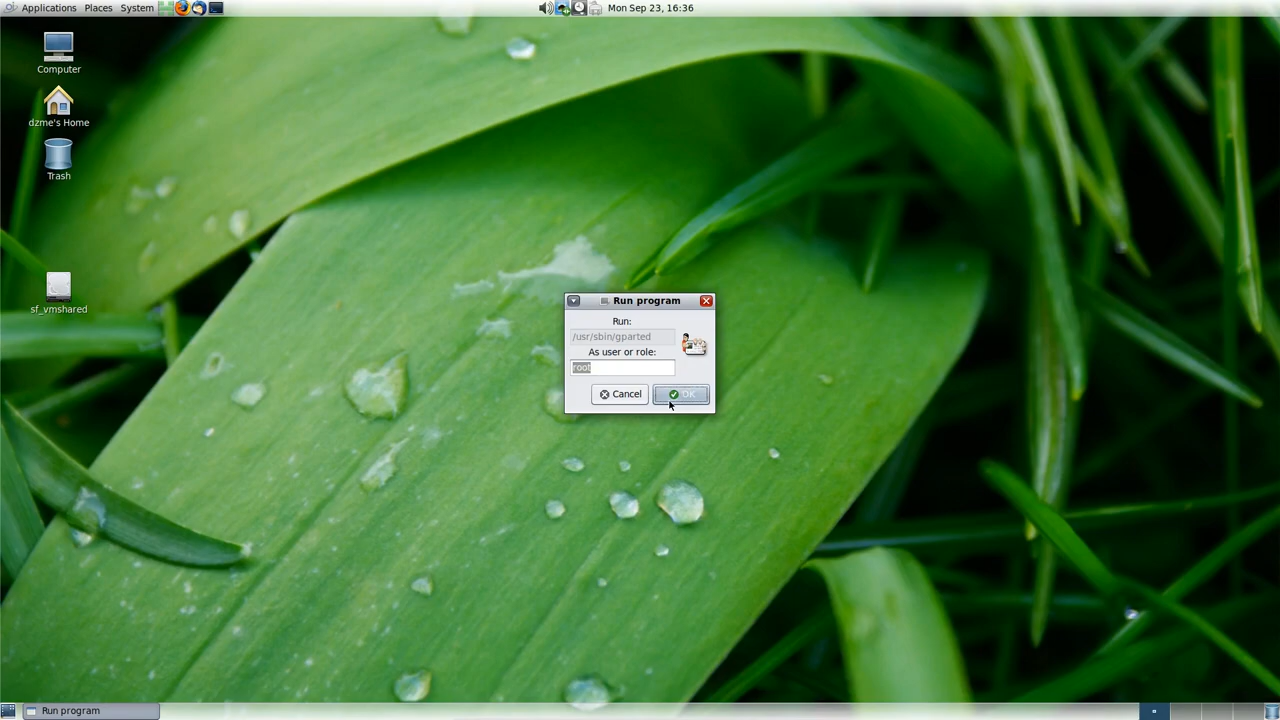 Applications Places System
Mon Sep 23, 16:36
Computer
dzme's Home
Trash
sf_vmshared
Run program
Run:
/usr/sbin/gparted
As user or role:
root
Cancel
OK
Run program